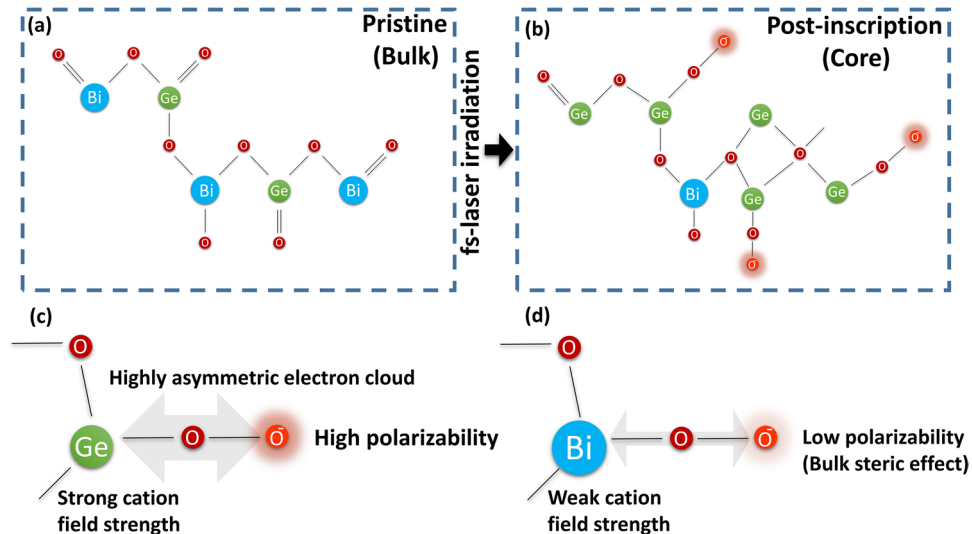 (a)
Pristine
(Bulk)
O
O
O
Bi
Ge
O
O
O
O
Bi
Ge
Bi
O
O
fs-laser irradiation
(b)
Post-inscription
(Core)
Ō
O
O
Ge
Ge
Ge
Ō
O
O
O
O
Bi
Ge
Ge
O
O
Ō
(c)
O
Highly asymmetric electron cloud
Ge
O
Ō
High polarizability
Strong cation
field strength
(d)
O
Bi
O
Ō
Low polarizability
(Bulk steric effect)
Weak cation
field strength